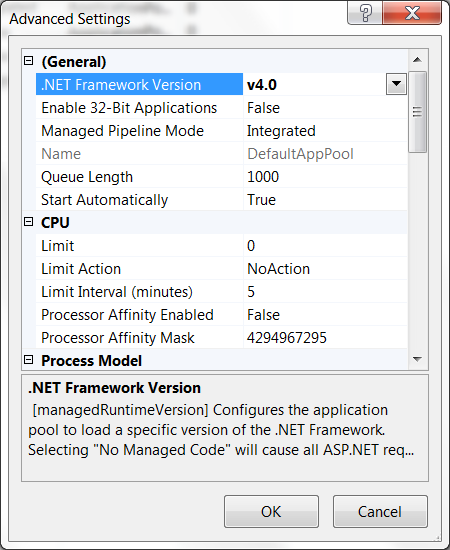 Advanced Settings
(General)
.NET Framework Version v4.0
Enable 32-Bit Applications False
Managed Pipeline Mode Integrated
Name DefaultAppPool
Queue Length 1000
Start Automatically True
CPU
Limit 0
Limit Action NoAction
Limit Interval (minutes) 5
Processor Affinity Enabled False
Processor Affinity Mask 4294967295
Process Model
.NET Framework Version
[managedRuntimeVersion] Configures the application
pool to load a specific version of the .NET Framework.
Selecting "No Managed Code" will cause all ASP.NET req...
OK Cancel